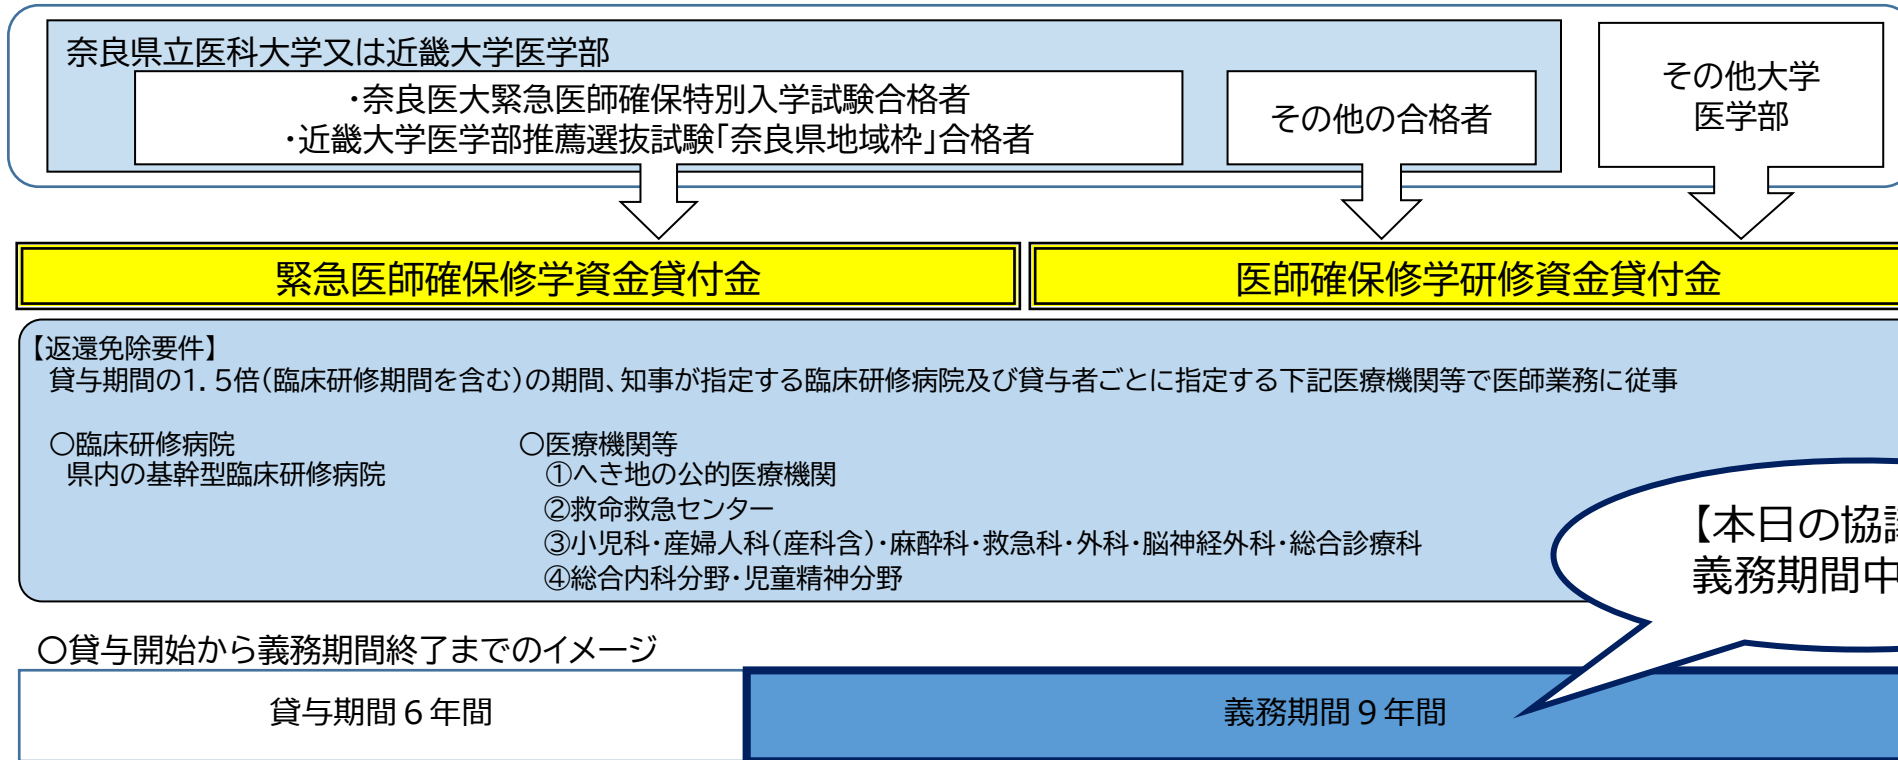 奈良県立医科大学又は近畿大学医学部
・奈良医大緊急医師確保特別入学試験合格者
・近畿大学医学部推薦選抜試験「奈良県地域枠」合格者
その他の合格者
その他大学
医学部
緊急医師確保修学資金貸付金
医師確保修学研修資金貸付金
【返還免除要件】
貸与期間の1．5倍（臨床研修期間を含む）の期間、知事が指定する臨床研修病院及び貸与者ごとに指定する下記医療機関等で医師業務に従事
〇臨床研修病院
県内の基幹型臨床研修病院
〇医療機関等
①へき地の公的医療機関
②救命救急センター
③小児科・産婦人科（産科含）・麻酔科・救急科・外科・脳神経外科・総合診療科
④総合内科分野・児童精神分野
【本日の協議
義務期間中
〇貸与開始から義務期間終了までのイメージ
貸与期間６年間
義務期間９年間